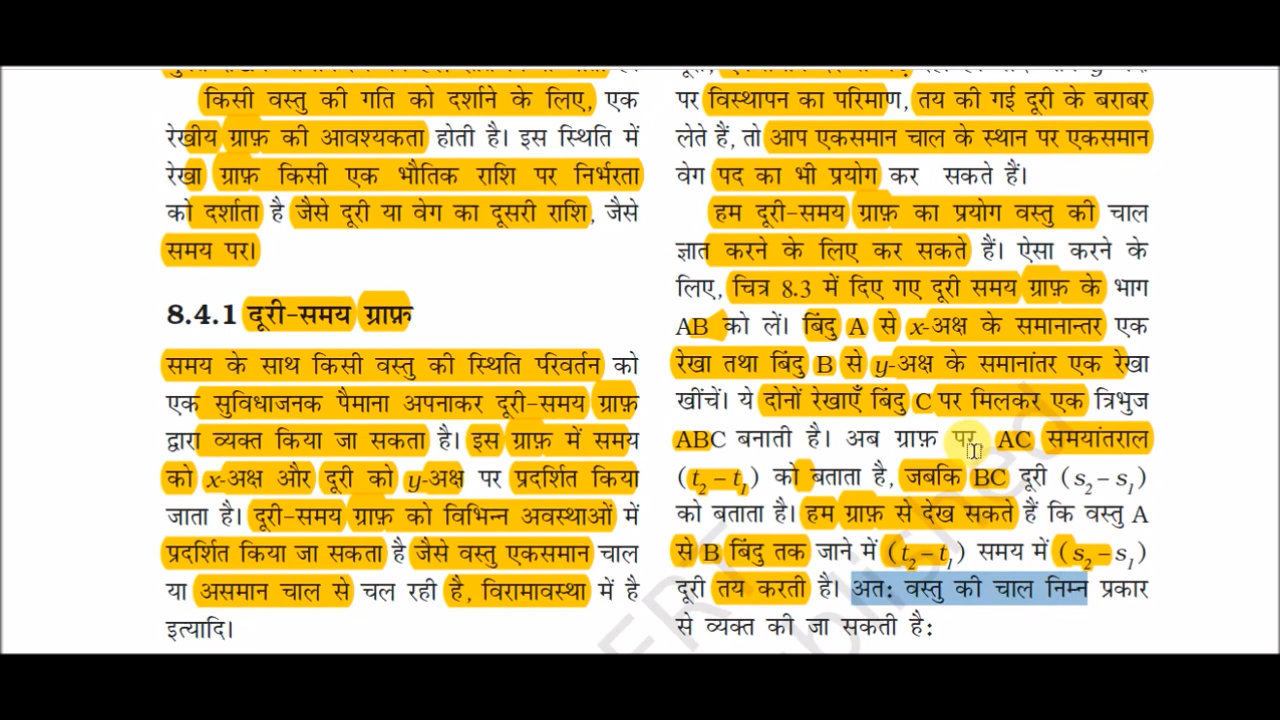 किसी वस्तु की गति को दर्शाने के लिए, एक
रेखीय ग्राफ़ की आवश्यकता होती है। इस स्थिति में
रेखा ग्राफ़ किसी एक भौतिक राशि पर निर्भरता
को दर्शाता है जैसे दूरी या वेग का दूसरी राशि, जैसे
समय पर।
8.4.1 दूरी-समय ग्राफ़
समय के साथ किसी वस्तु की स्थिति परिवर्तन को
एक सुविधाजनक पैमाना अपनाकर दूरी-समय ग्राफ़
द्वारा व्यक्त किया जा सकता है। इस ग्राफ़ में समय
को x-अक्ष और दूरी को y-अक्ष पर प्रदर्शित किया
जाता है। दूरी-समय ग्राफ़ को विभिन्न अवस्थाओं में
प्रदर्शित किया जा सकता है जैसे वस्तु एकसमान चाल
या असमान चाल से चल रही है, विरामावस्था में है
इत्यादि।
पर विस्थापन का परिमाण, तय की गई दूरी के बराबर
लेते हैं, तो आप एकसमान चाल के स्थान पर एकसमान
वेग पद का भी प्रयोग कर सकते हैं।
हम दूरी-समय ग्राफ़ का प्रयोग वस्तु की चाल
ज्ञात करने के लिए कर सकते हैं। ऐसा करने के
लिए, चित्र 8.3 में दिए गए दूरी समय ग्राफ़ के भाग
AB को लें। बिंदु A से x-अक्ष के समानान्तर एक
रेखा तथा बिंदु B से y-अक्ष के समानांतर एक रेखा
खींचें। ये दोनों रेखाएँ बिंदु C पर मिलकर एक त्रिभुज
ABC बनाती है। अब ग्राफ़ पर AC समयांतराल
(t₂ – t₁) को बताता है, जबकि BC दूरी (s₂ – s₁)
को बताता है। हम ग्राफ़ से देख सकते हैं कि वस्तु A
से B बिंदु तक जाने में (t₂ – t₁) समय में (s₂ – s₁)
दूरी तय करती है। अत: वस्तु की चाल निम्न प्रकार
से व्यक्त की जा सकती है: